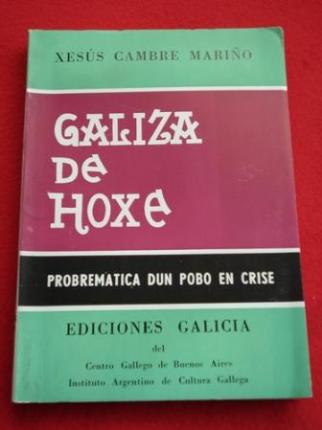 XESÚS CAMBRE MARIÑO
GALIZA
DE
HOXE
PROBREMATICA DUN POBO EN CRISE
EDICIONES GALICIA
del
Centro Gallego de Buenos Aires
Instituto Argentino de Cultura Gallega